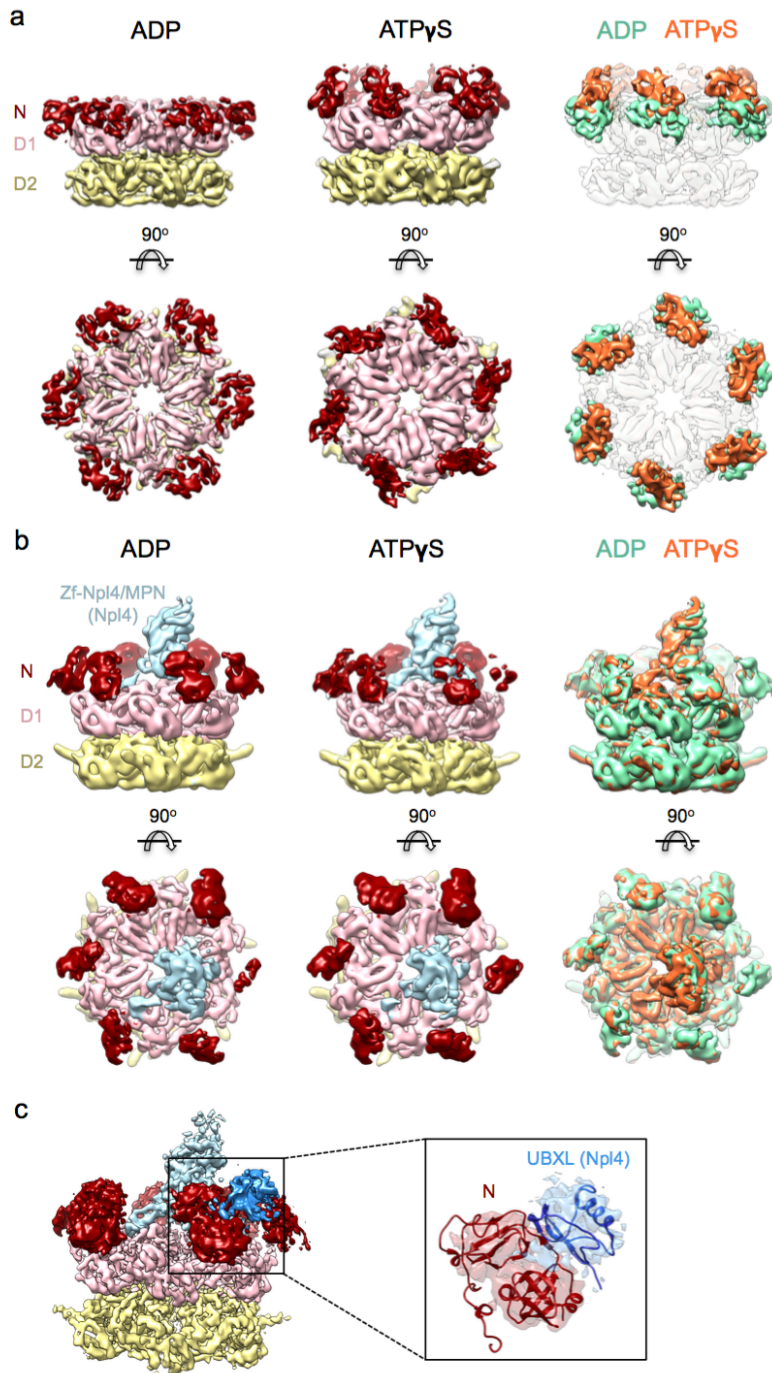 a
ADP ATPγS ADP ATPγS
N
D1
D2
90º 90º 90º
b
ADP ATPγS ADP ATPγS
Zf-Npl4/MPN
(Npl4)
N
D1
D2
90º 90º 90º
c
UBXL (Npl4)
N